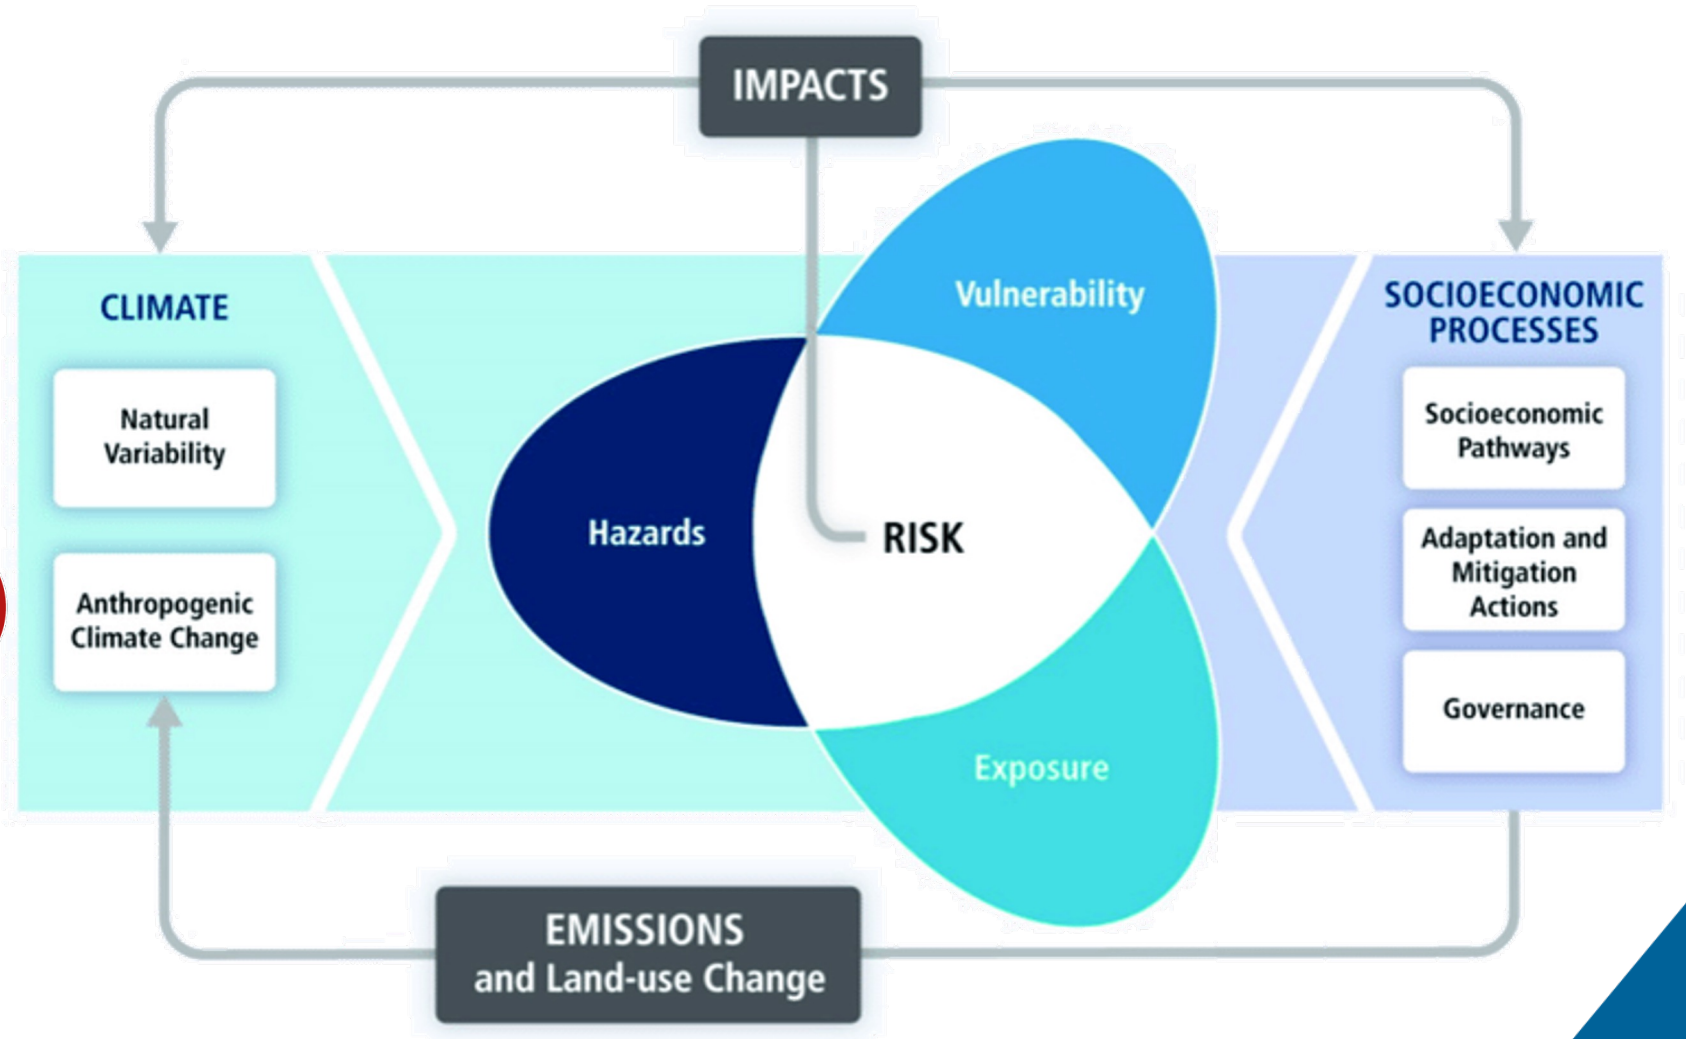 IMPACTS
CLIMATE
Natural
Variability
Anthropogenic
Climate Change
Vulnerability
Hazards
RISK
Exposure
SOCIOECONOMIC
PROCESSES
Socioeconomic
Pathways
Adaptation and
Mitigation
Actions
Governance
EMISSIONS
and Land-use Change